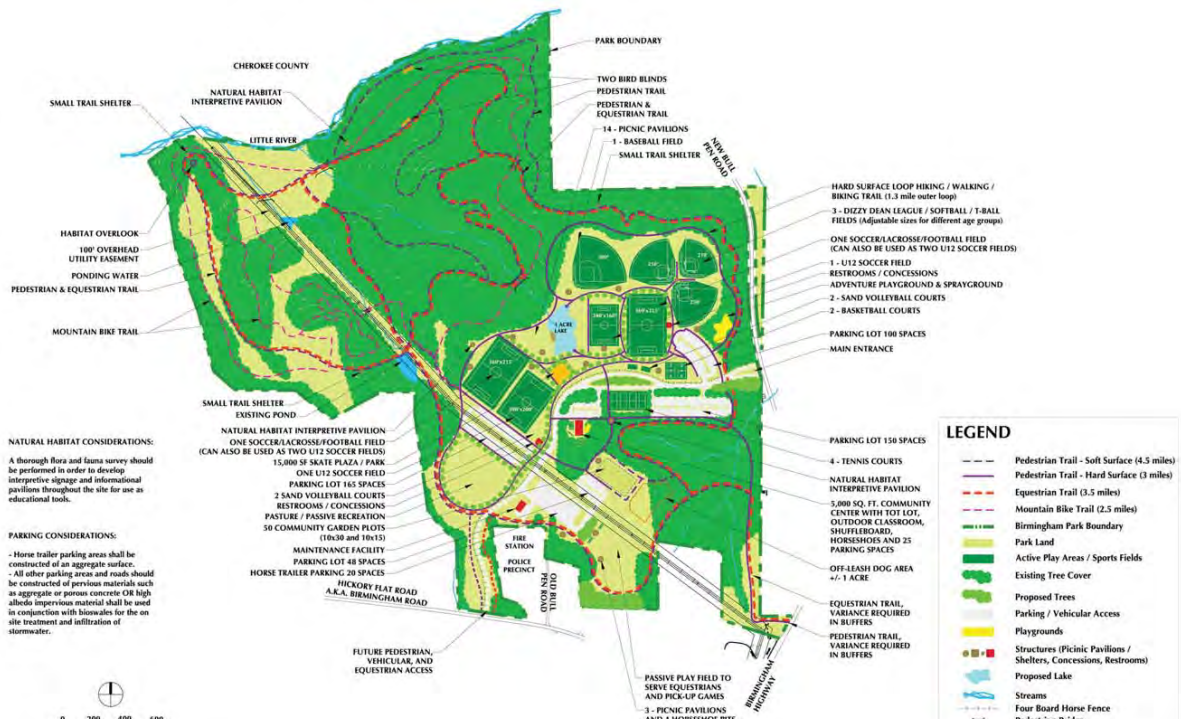 PARK BOUNDARY
CHEROKEE COUNTY
TWO BIRD BLINDS
PEDESTRIAN TRAIL
NATURAL HABITAT
INTERPRETIVE PAVILION
SMALL TRAIL SHELTER
PEDESTRIAN &
EQUESTRIAN TRAIL
14 - PICNIC PAVILIONS
1 - BASEBALL FIELD
SMALL TRAIL SHELTER
LITTLE RIVER
NEW BULL
PEN ROAD
HARD SURFACE LOOP HIKING / WALKING /
BIKING TRAIL (1.3 mile outer loop)
3 - DIZZY DEAN LEAGUE / SOFTBALL / T-BALL
FIELDS (Adjustable sizes for different age groups)
ONE SOCCER/LACROSSE/FOOTBALL FIELD
(CAN ALSO BE USED AS TWO U12 SOCCER FIELDS)
1 - U12 SOCCER FIELD
RESTROOMS / CONCESSIONS
ADVENTURE PLAYGROUND & SPRAYGROUND
2 - SAND VOLLEYBALL COURTS
2 - BASKETBALL COURTS
PARKING LOT 100 SPACES
MAIN ENTRANCE
HABITAT OVERLOOK
100' OVERHEAD
UTILITY EASEMENT
PONDING WATER
PEDESTRIAN & EQUESTRIAN TRAIL
MOUNTAIN BIKE TRAIL
1 ACRE
LAKE
SMALL TRAIL SHELTER
EXISTING POND
NATURAL HABITAT INTERPRETIVE PAVILION
ONE SOCCER/LACROSSE/FOOTBALL FIELD
(CAN ALSO BE USED AS TWO U12 SOCCER FIELDS)
15,000 SF SKATE PLAZA / PARK
ONE U12 SOCCER FIELD
PARKING LOT 165 SPACES
2 SAND VOLLEYBALL COURTS
RESTROOMS / CONCESSIONS
PASTURE / PASSIVE RECREATION
50 COMMUNITY GARDEN PLOTS
(10x30 and 10x15)
MAINTENANCE FACILITY
PARKING LOT 48 SPACES
HORSE TRAILER PARKING 20 SPACES
HICKORY FLAT ROAD
A.K.A. BIRMINGHAM ROAD
FIRE
STATION
POLICE
PRECINCT
OLD BULL
PEN ROAD
FUTURE PEDESTRIAN,
VEHICULAR, AND
EQUESTRIAN ACCESS
PARKING LOT 150 SPACES
4 - TENNIS COURTS
NATURAL HABITAT
INTERPRETIVE PAVILION
5,000 SQ. FT. COMMUNITY
CENTER WITH TOT LOT,
OUTDOOR CLASSROOM,
SHUFFLEBOARD,
HORSESHOES AND 25
PARKING SPACES
OFF-LEASH DOG AREA
+/- 1 ACRE
EQUESTRIAN TRAIL,
VARIANCE REQUIRED
IN BUFFERS
PEDESTRIAN TRAIL,
VARIANCE REQUIRED
IN BUFFERS
PASSIVE PLAY FIELD TO
SERVE EQUESTRIANS
AND PICK-UP GAMES
3 - PICNIC PAVILIONS
AND 4 HORSESHOE PITS
BIRMINGHAM
HIGHWAY
NATURAL HABITAT CONSIDERATIONS:
A thorough flora and fauna survey should
be performed in order to develop
interpretive signage and informational
pavilions throughout the site for use as
educational tools.
PARKING CONSIDERATIONS:
- Horse trailer parking areas shall be
constructed of an aggregate surface.
- All other parking areas and roads should
be constructed of pervious materials such
as aggregate or porous concrete OR high
albedo impervious material shall be used
in conjunction with bioswales for the on
site treatment and infiltration of
stormwater.
0 200 400 600
LEGEND
Pedestrian Trail - Soft Surface (4.5 miles)
Pedestrian Trail - Hard Surface (3 miles)
Equestrian Trail (3.5 miles)
Mountain Bike Trail (2.5 miles)
Birmingham Park Boundary
Park Land
Active Play Areas / Sports Fields
Existing Tree Cover
Proposed Trees
Parking / Vehicular Access
Playgrounds
Structures (Picinic Pavilions /
Shelters, Concessions, Restrooms)
Proposed Lake
Streams
Four Board Horse Fence